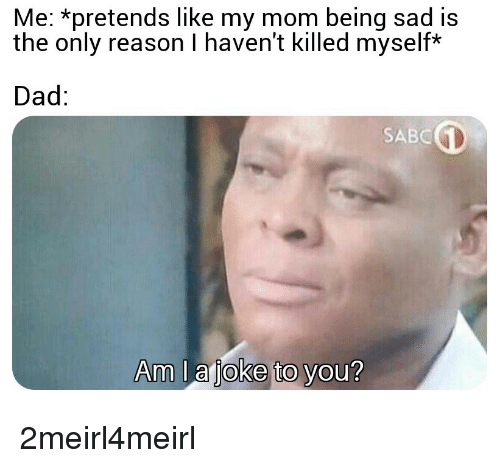 Me: *pretends like my mom being sad is
the only reason I haven't killed myself*
Dad:
SABC 1
Am I a joke to you?
2meirl4meirl